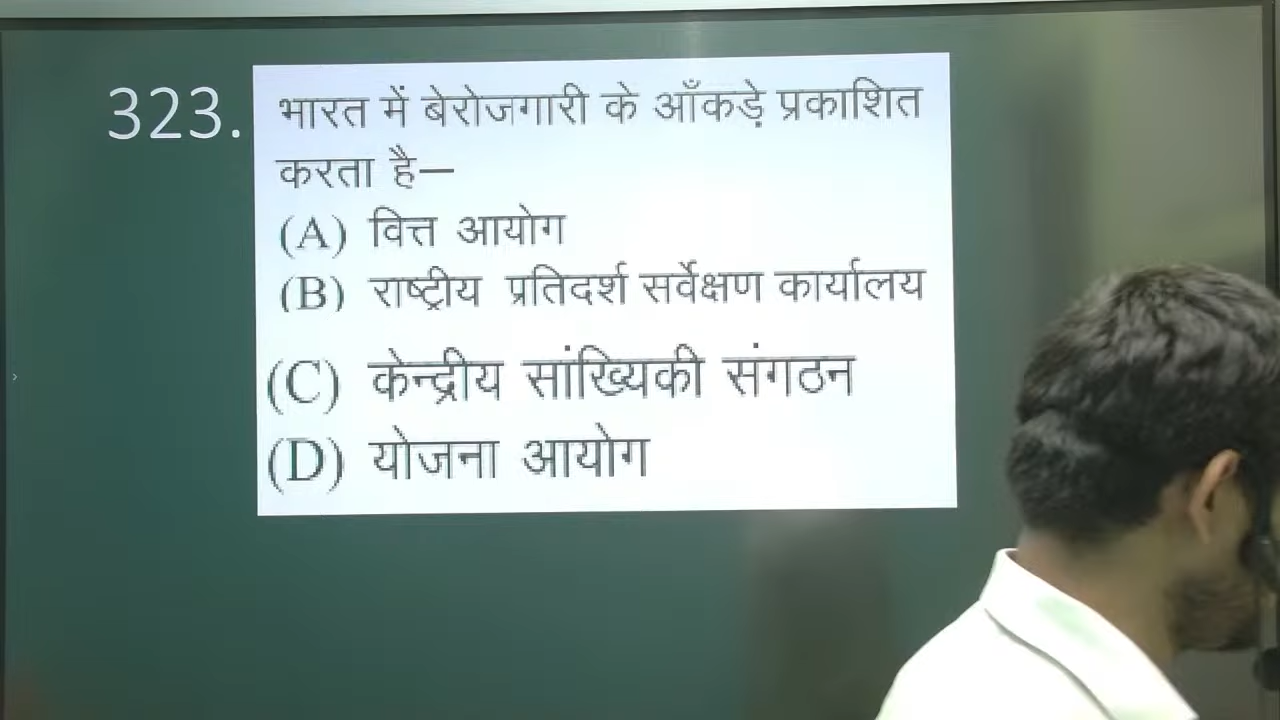 323.
भारत में बेरोजगारी के आँकड़े प्रकाशित
करता है—
(A) वित्त आयोग
(B) राष्ट्रीय प्रतिदर्श सर्वेक्षण कार्यालय
(C) केन्द्रीय सांख्यिकी संगठन
(D) योजना आयोग